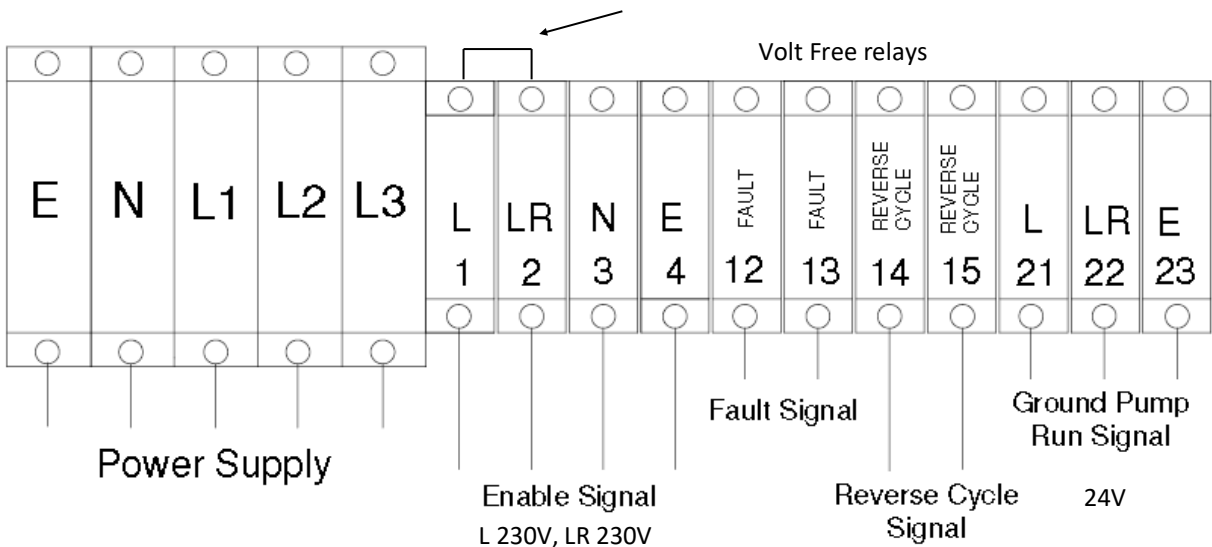 Volt Free relays
E N L1 L2 L3
L LR N E FAULT FAULT REVERSE CYCLE REVERSE CYCLE L LR E
1 2 3 4 12 13 14 15 21 22 23
Power Supply
Enable Signal
L 230V, LR 230V
Fault Signal
Reverse Cycle
Signal
Ground Pump
Run Signal
24V